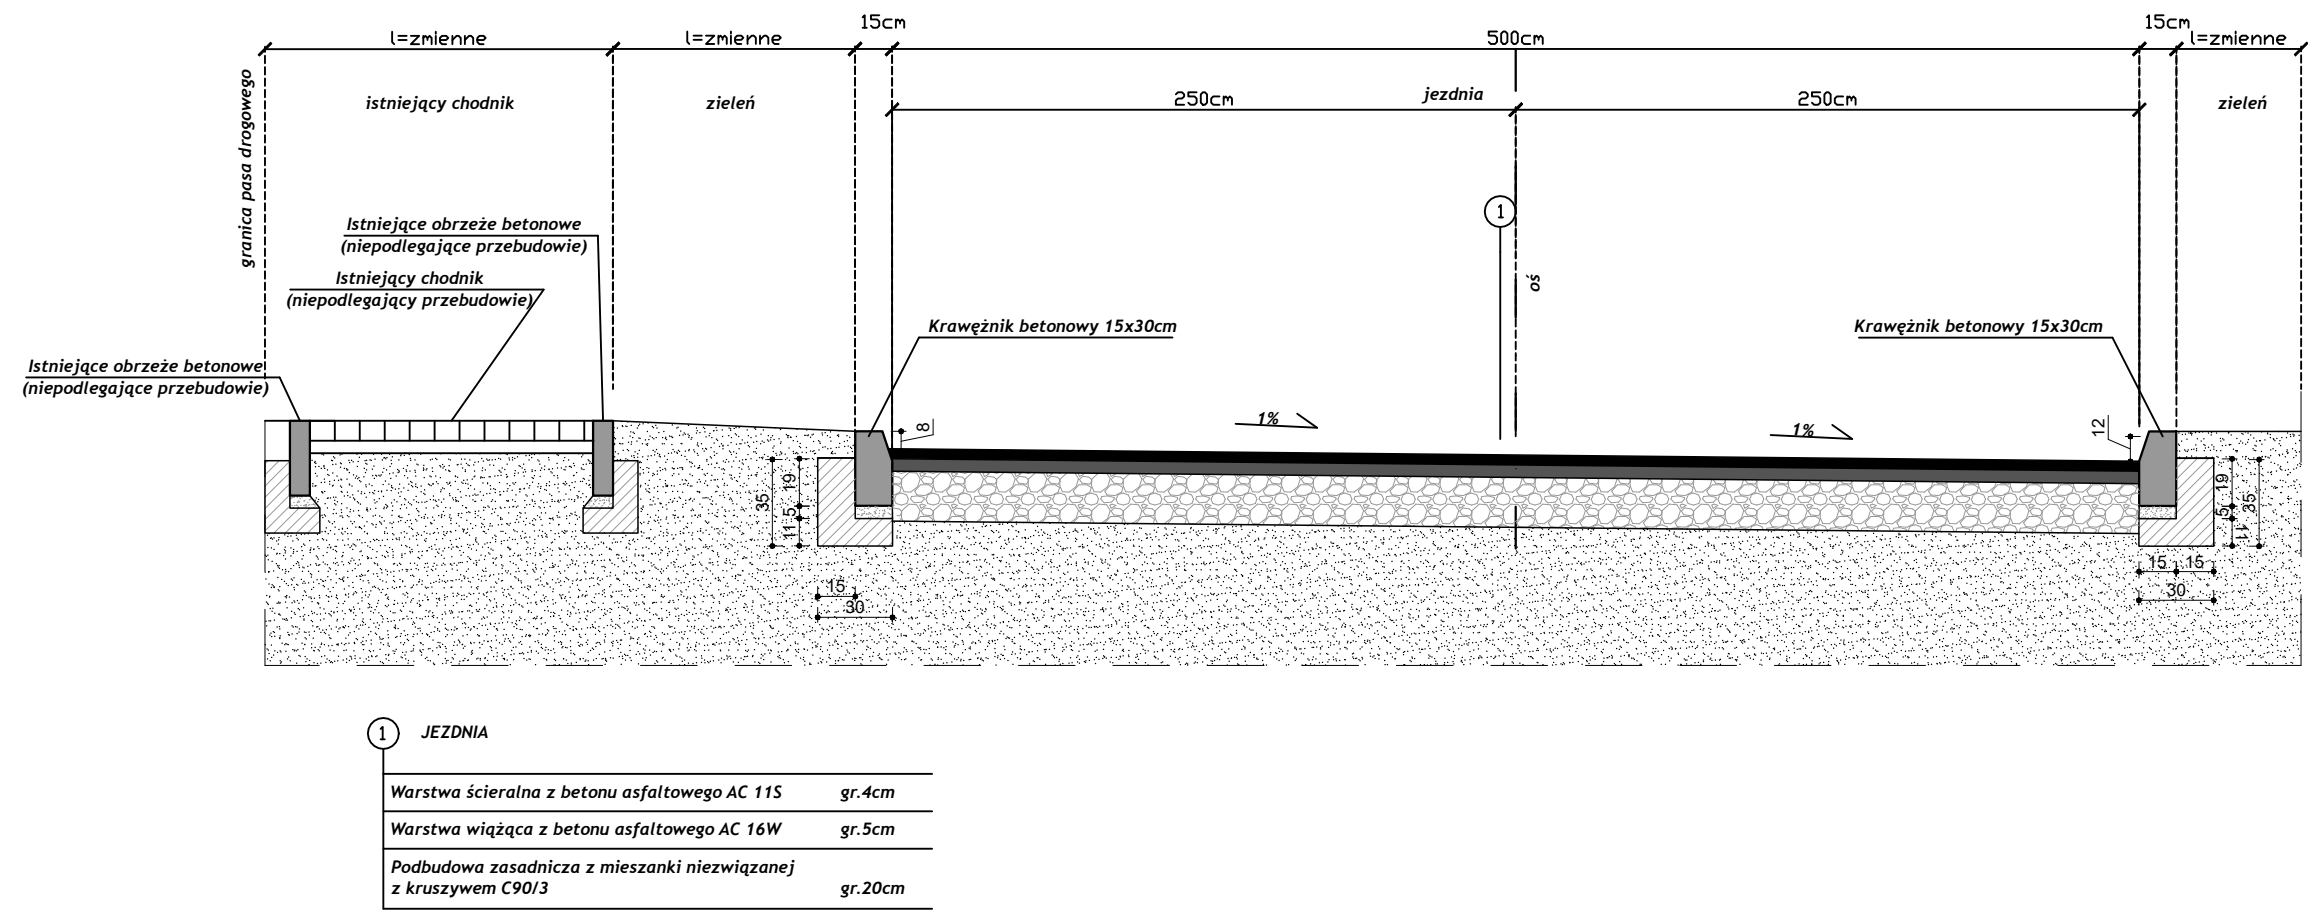 15cm
15cm
l=zmienne
l=zmienne
500cm
l=zmienne
granica pasa drogowego
istniejący chodnik
zieleń
250cm
jezdnia
250cm
zieleń
1
oś
Istniejące obrzeże betonowe
(niepodlegające przebudowie)
Istniejący chodnik
(niepodlegający przebudowie)
Krawężnik betonowy 15x30cm
Krawężnik betonowy 15x30cm
Istniejące obrzeże betonowe
(niepodlegające przebudowie)
8
1%
1%
12
35
19
5
11
19
35
5
11
15
30
15
15
30
1
JEZDNIA
Warstwa ścieralna z betonu asfaltowego AC 11S gr.4cm
Warstwa wiążąca z betonu asfaltowego AC 16W gr.5cm
Podbudowa zasadnicza z mieszanki niezwiązanej
z kruszywem C90/3 gr.20cm